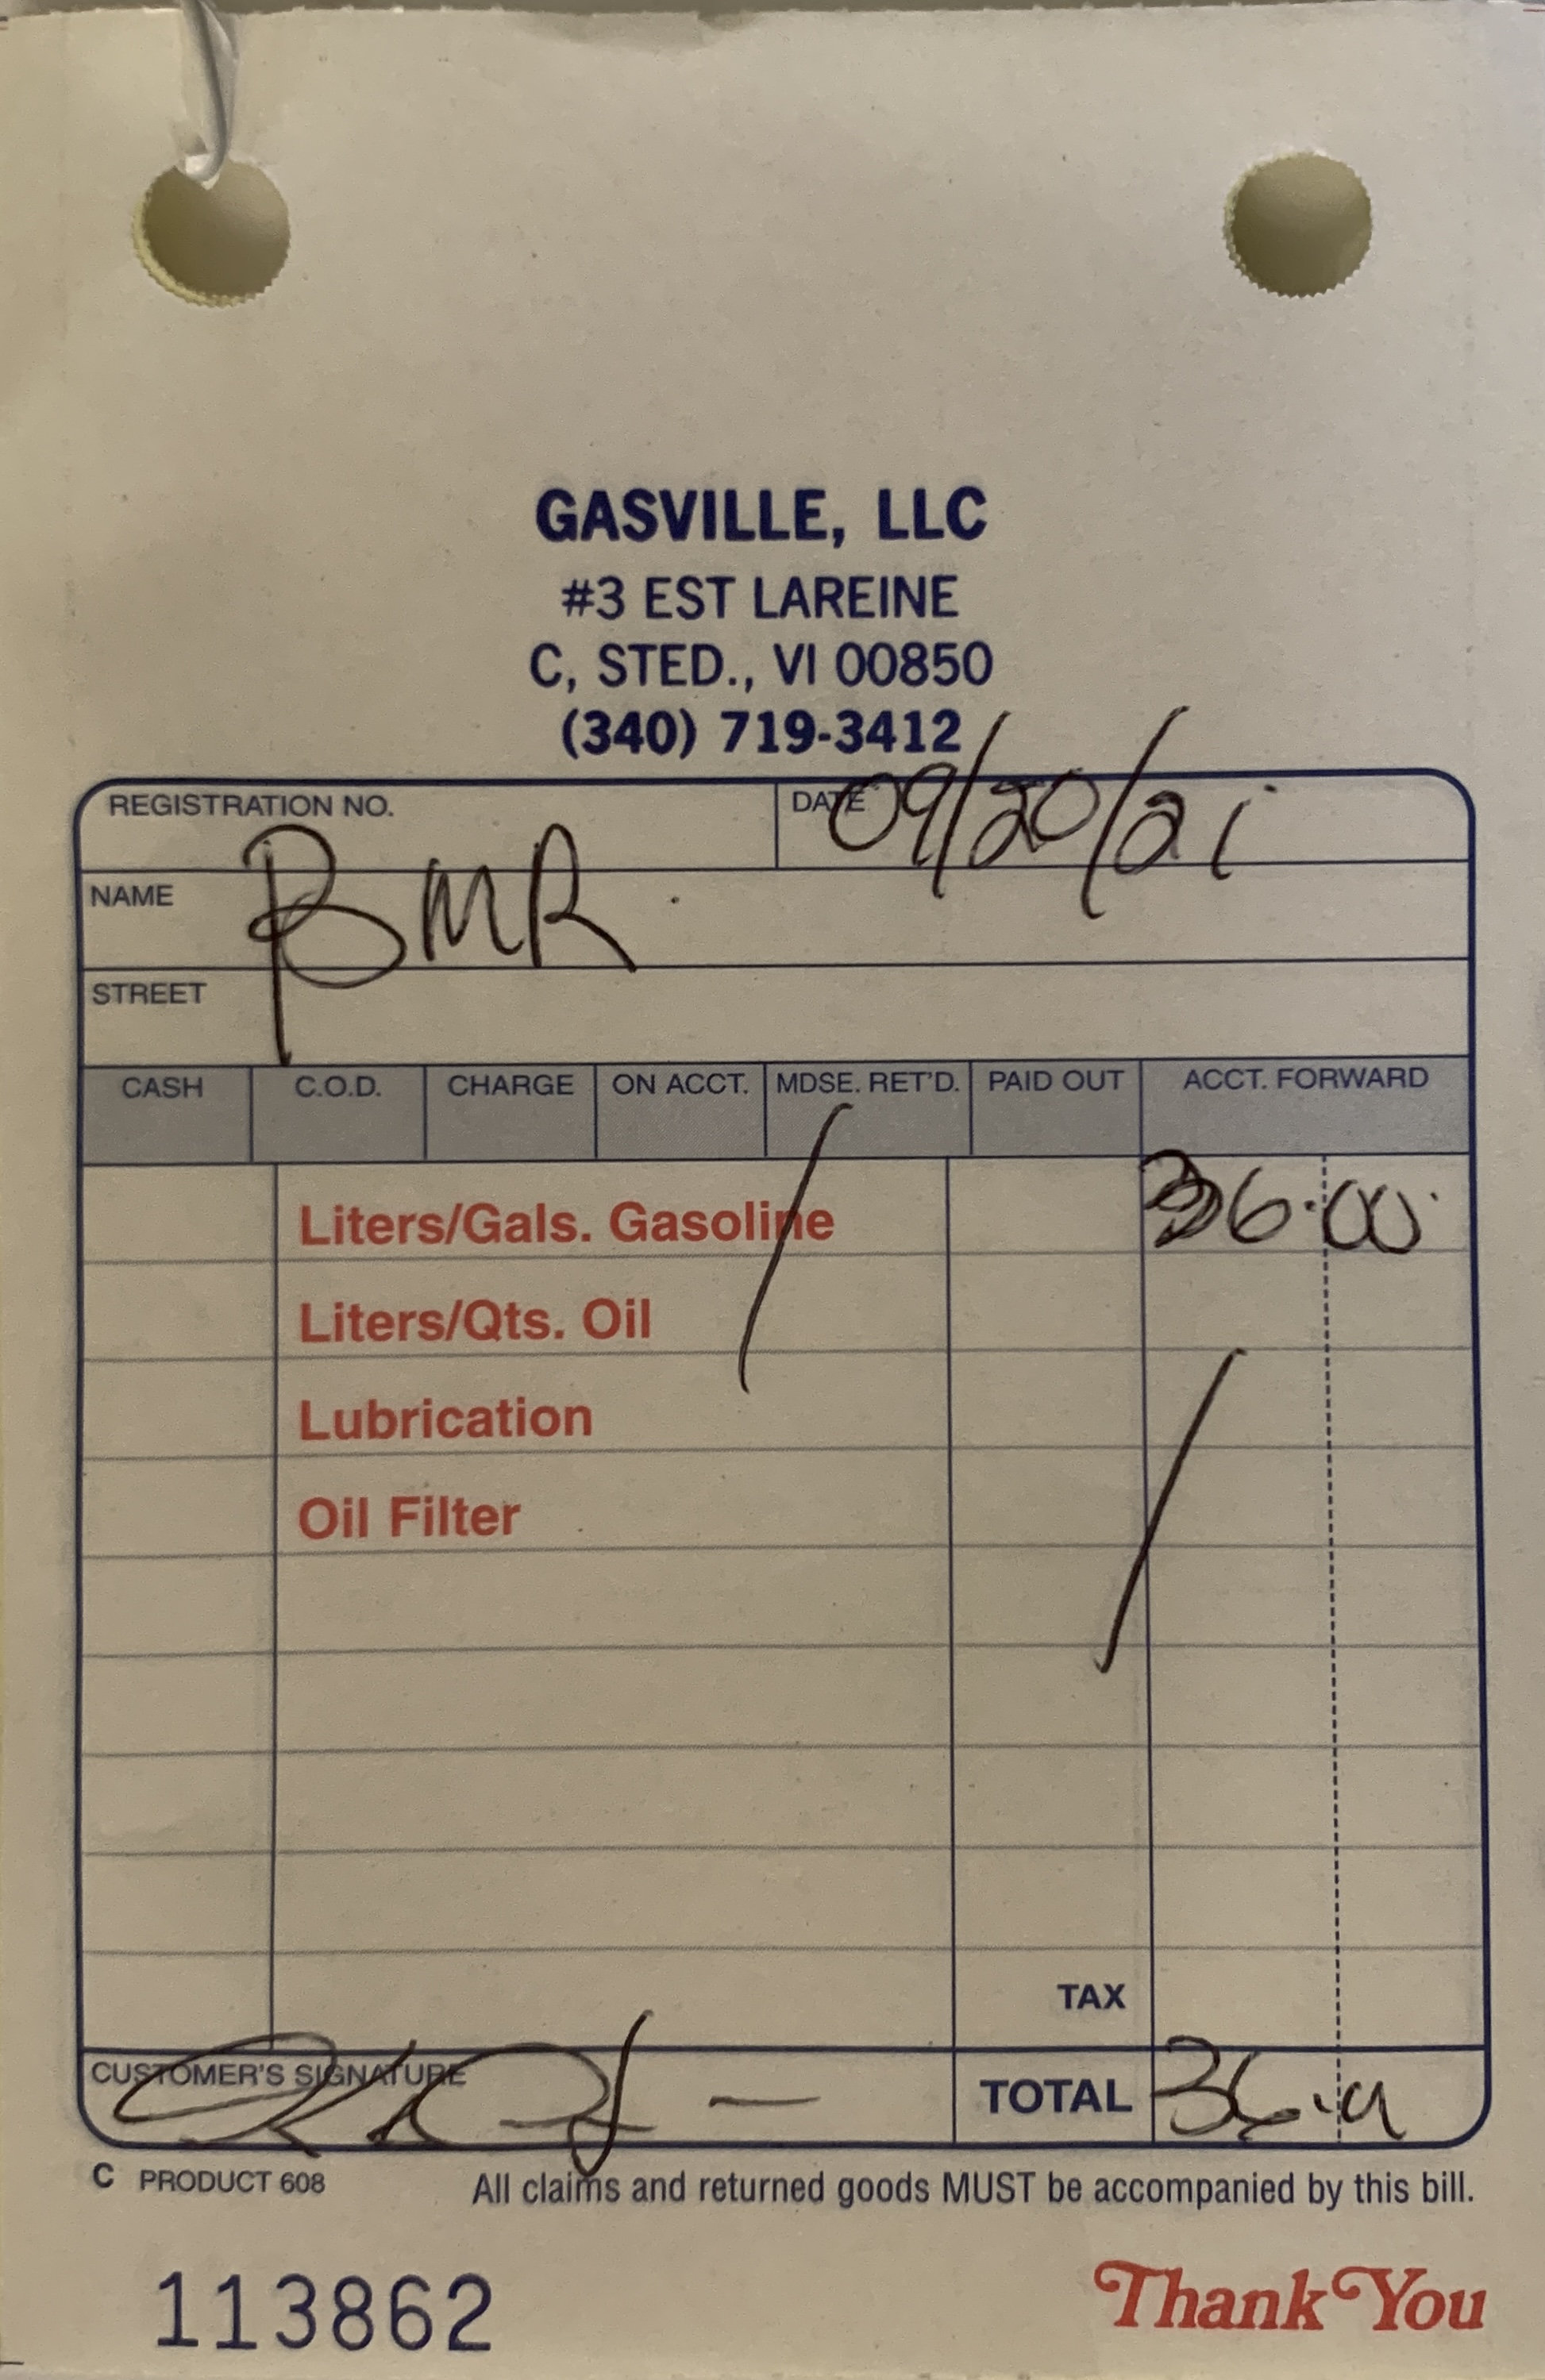 GASVILLE, LLC
#3 EST LAREINE
C, STED., VI 00850
(340) 719-3412
REGISTRATION NO. DATE 09/20/21
NAME BMR.
STREET
CASH C.O.D. CHARGE ON ACCT. MDSE. RET'D. PAID OUT ACCT. FORWARD
Liters/Gals. Gasoline 36.00
Liters/Qts. Oil
Lubrication
Oil Filter
TAX
CUSTOMER'S SIGNATURE TOTAL
C PRODUCT 608 All claims and returned goods MUST be accompanied by this bill.
113862 Thank You